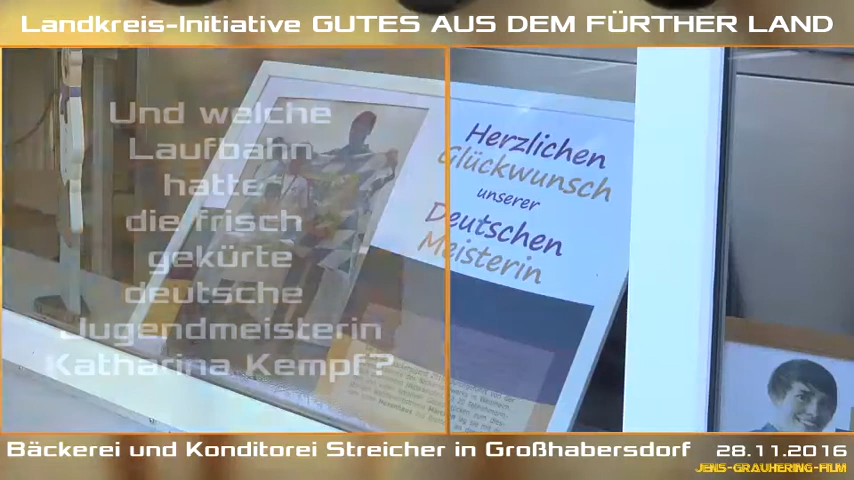 Landkreis-Initiative GUTES AUS DEM FÜRTHER LAND
Und welche
Laufbahn
hatte
die frisch
gekürte
deutsche
Jugendmeisterin
Katharina Kempf?
Herzlichen
Glückwunsch
unserer
Deutschen
Meisterin
Bäckerei und Konditorei Streicher in Großhabersdorf 28.11.2016
JENS-GRAUHERING-FILM